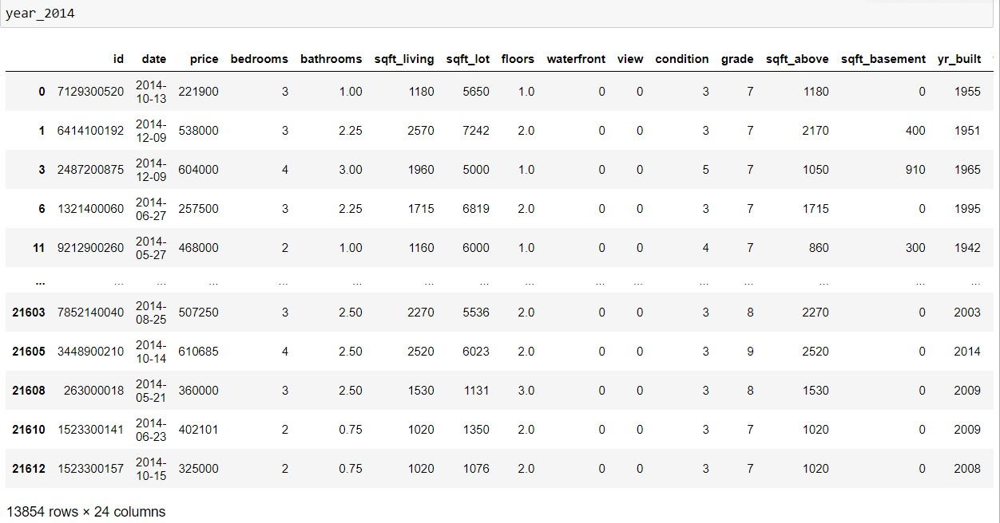 year_2014
id date price bedrooms bathrooms sqft_living sqft_lot floors waterfront view condition grade sqft_above sqft_basement yr_built
0 7129300520 2014-10-13 221900 3 1.00 1180 5650 1.0 0 0 3 7 1180 0 1955
1 6414100192 2014-12-09 538000 3 2.25 2570 7242 2.0 0 0 3 7 2170 400 1951
3 2487200875 2014-12-09 604000 4 3.00 1960 5000 1.0 0 0 5 7 1050 910 1965
6 1321400060 2014-06-27 257500 3 2.25 1715 6819 2.0 0 0 3 7 1715 0 1995
11 9212900260 2014-05-27 468000 2 1.00 1160 6000 1.0 0 0 4 7 860 300 1942
... ... ... ... ... ... ... ... ... ... ... ... ... ... ... ...
21603 7852140040 2014-08-25 507250 3 2.50 2270 5536 2.0 0 0 3 8 2270 0 2003
21605 3448900210 2014-10-14 610685 4 2.50 2520 6023 2.0 0 0 3 9 2520 0 2014
21608 263000018 2014-05-21 360000 3 2.50 1530 1131 3.0 0 0 3 8 1530 0 2009
21610 1523300141 2014-06-23 402101 2 0.75 1020 1350 2.0 0 0 3 7 1020 0 2009
21612 1523300157 2014-10-15 325000 2 0.75 1020 1076 2.0 0 0 3 7 1020 0 2008
13854 rows × 24 columns